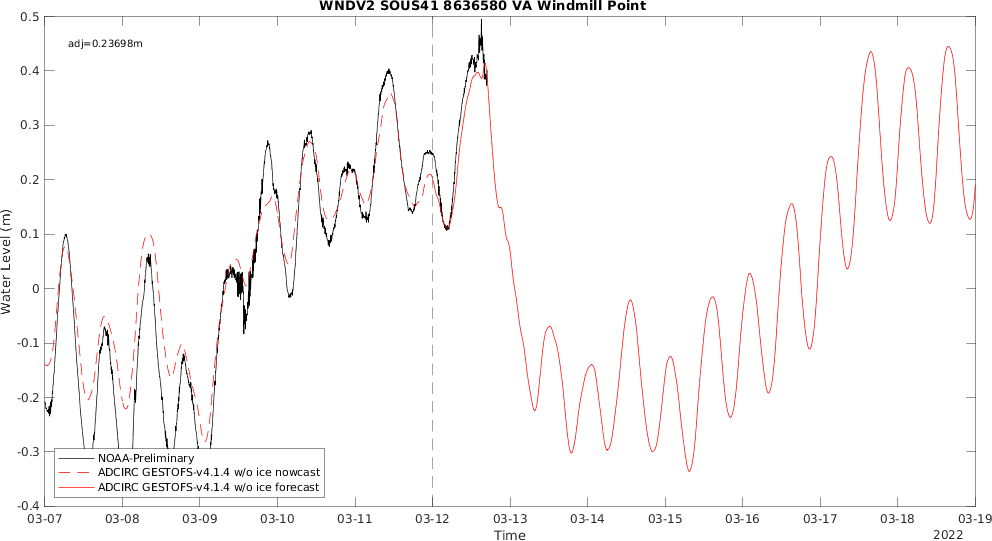 WNDV2 SOUS41 8636580 VA Windmill Point
adj=0.23698m
Water Level (m)
0.5
0.4
0.3
0.2
0.1
0
-0.1
-0.2
-0.3
-0.4
NOAA-Preliminary
ADCIRC GESTOFS-v4.1.4 w/o ice nowcast
ADCIRC GESTOFS-v4.1.4 w/o ice forecast
03-07 03-08 03-09 03-10 03-11 03-12 03-13 03-14 03-15 03-16 03-17 03-18 03-19
Time
2022